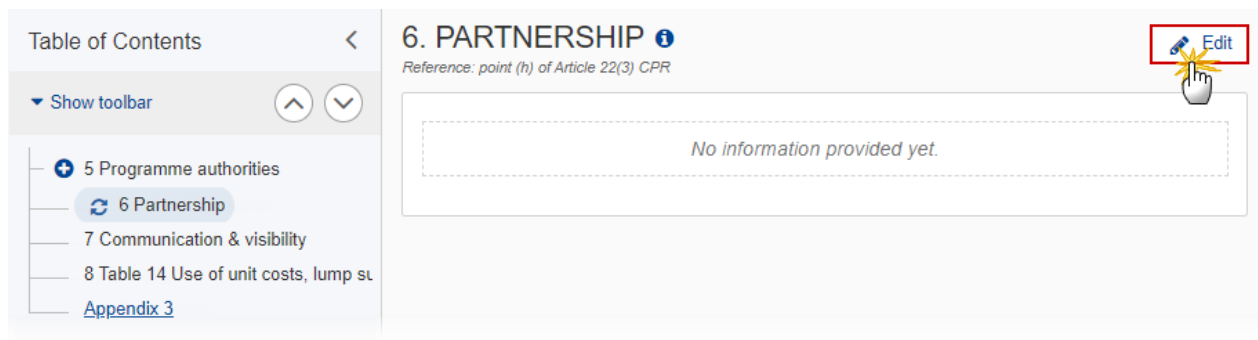 Table of Contents
Show toolbar
5 Programme authorities
6 Partnership
7 Communication & visibility
8 Table 14 Use of unit costs, lump su
Appendix 3
6. PARTNERSHIP
Reference: point (h) of Article 22(3) CPR
Edit
No information provided yet.